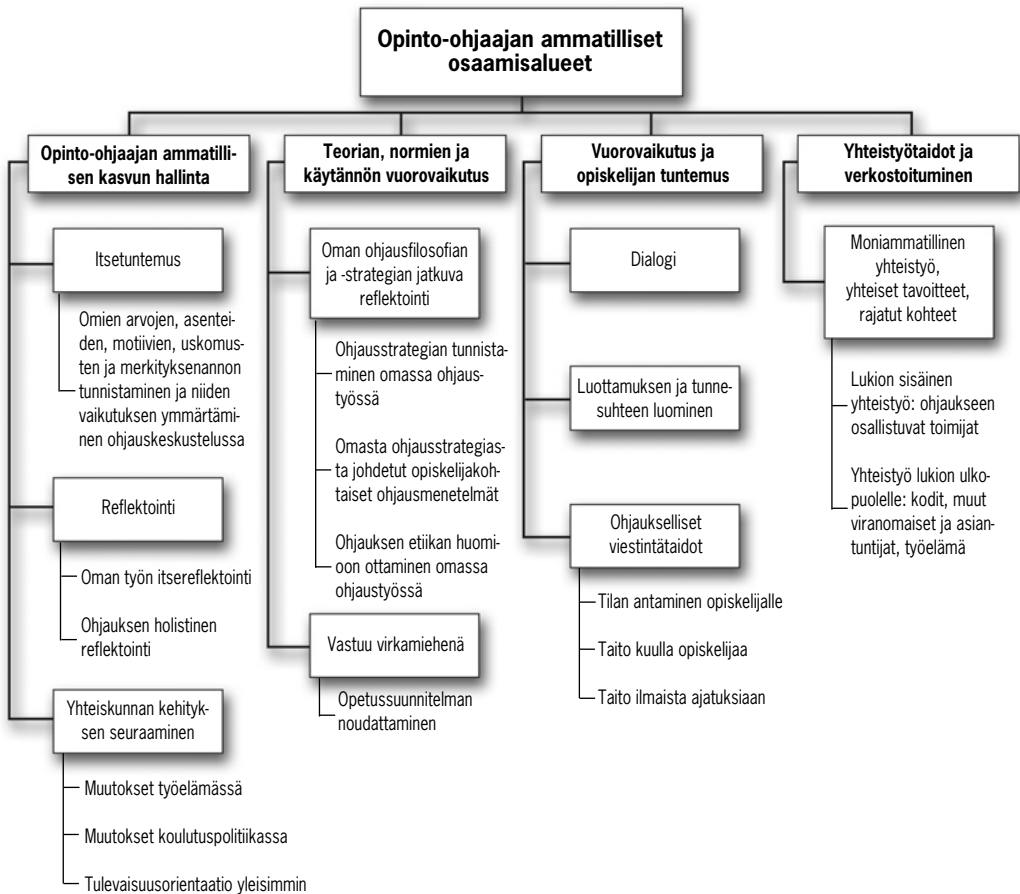 Opinto-ohjaajan ammatilliset
osaamisalueet
Opinto-ohjaajan ammatilli-
sen kasvun hallinta
Itsetuntemus
Omien arvojen, asentei-
den, motiivien, uskomus-
ten ja merkityksenannon
tunnistaminen ja niiden
vaikutuksen ymmärtämi-
nen ohjauskeskustelussa
Reflektointi
Oman työn itsereflektointi
Ohjauksen holistinen
reflektointi
Yhteiskunnan kehityk-
sen seuraaminen
Muutokset työelämässä
Muutokset koulutuspolitiikassa
Tulevaisuusorientaatio yleisimmin
Teorian, normien ja
käytännön vuorovaikutus
Oman ohjausfilosofian
ja -strategian jatkuva
reflektointi
Ohjausstrategian tunnista-
minen omassa ohjaus-
työssä
Omasta ohjausstrategias-
ta johdetut opiskelijakoh-
taiset ohjausmenetelmät
Ohjauksen etiikan huomi-
oon ottaminen omassa
ohjaustyössä
Vastuu virkamiehenä
Opetussuunnitelman
noudattaminen
Vuorovaikutus ja
opiskelijan tuntemus
Dialogi
Luottamuksen ja tunne-
suhteen luominen
Ohjaukselliset
viestintätaidot
Tilan antaminen opiskelijalle
Taito kuulla opiskelijaa
Taito ilmaista ajatuksiaan
Yhteistyötaidot ja
verkostoituminen
Moniammatillinen
yhteistyö,
yhteiset tavoitteet,
rajatut kohteet
Lukion sisäinen
yhteistyö: ohjaukseen
osallistuvat toimijat
Yhteistyö lukion ulko-
puolelle: kodit, muut
viranomaiset ja asian-
tuntijat, työelämä